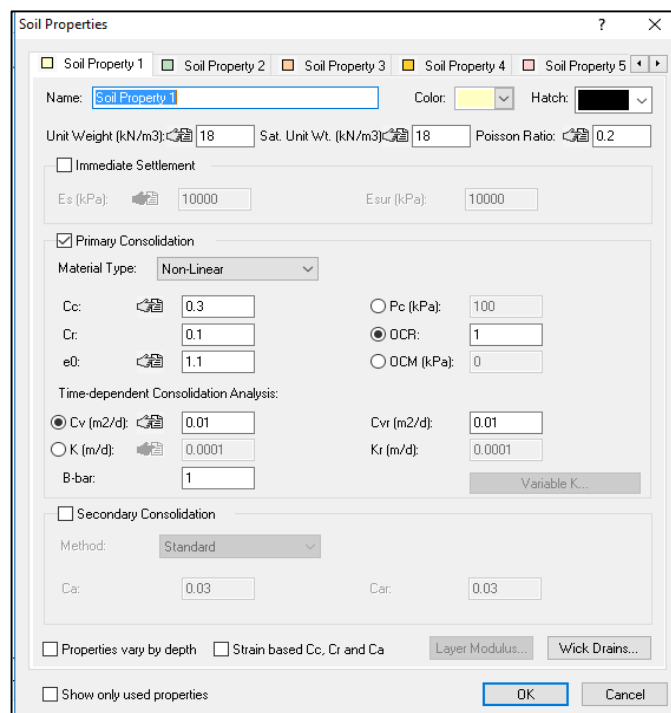 Soil Properties ? ×
Soil Property 1 Soil Property 2 Soil Property 3 Soil Property 4 Soil Property 5
Name: Soil Property 1 Color: Hatch:
Unit Weight (kN/m3): 18 Sat. Unit Wt. (kN/m3) 18 Poisson Ratio: 0.2
Immediate Settlement
Es (kPa): 10000 Esur (kPa): 10000
Primary Consolidation
Material Type: Non-Linear
Cc: 0.3 Pc (kPa): 100
Cr: 0.1 OCR: 1
e0: 1.1 OCM (kPa): 0
Time-dependent Consolidation Analysis:
Cv (m2/d): 0.01 Cvr (m2/d): 0.01
K (m/d): 0.0001 Kr (m/d): 0.0001
B-bar: 1 Variable K...
Secondary Consolidation
Method: Standard
Ca: 0.03 Car: 0.03
Properties vary by depth Strain based Cc, Cr and Ca Layer Modulus... Wick Drains...
Show only used properties OK Cancel